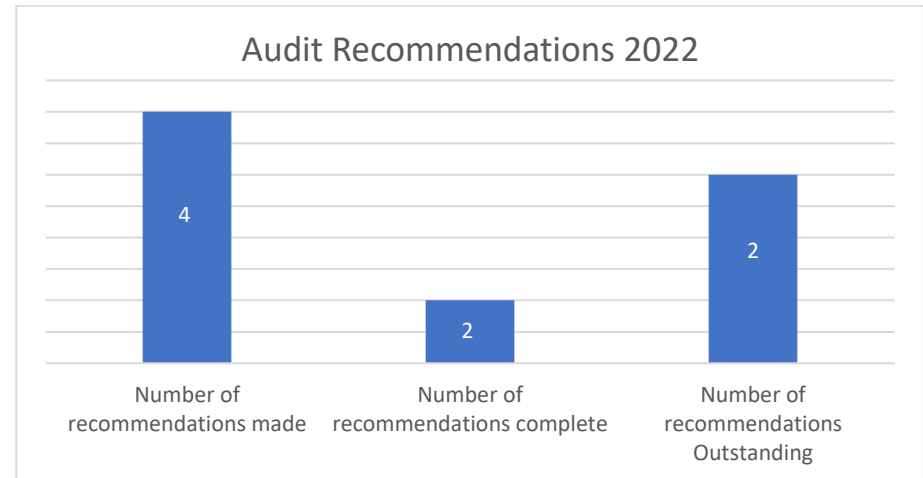 Audit Recommendations 2022
4
2
2
Number of
recommendations made
Number of
recommendations complete
Number of
recommendations
Outstanding